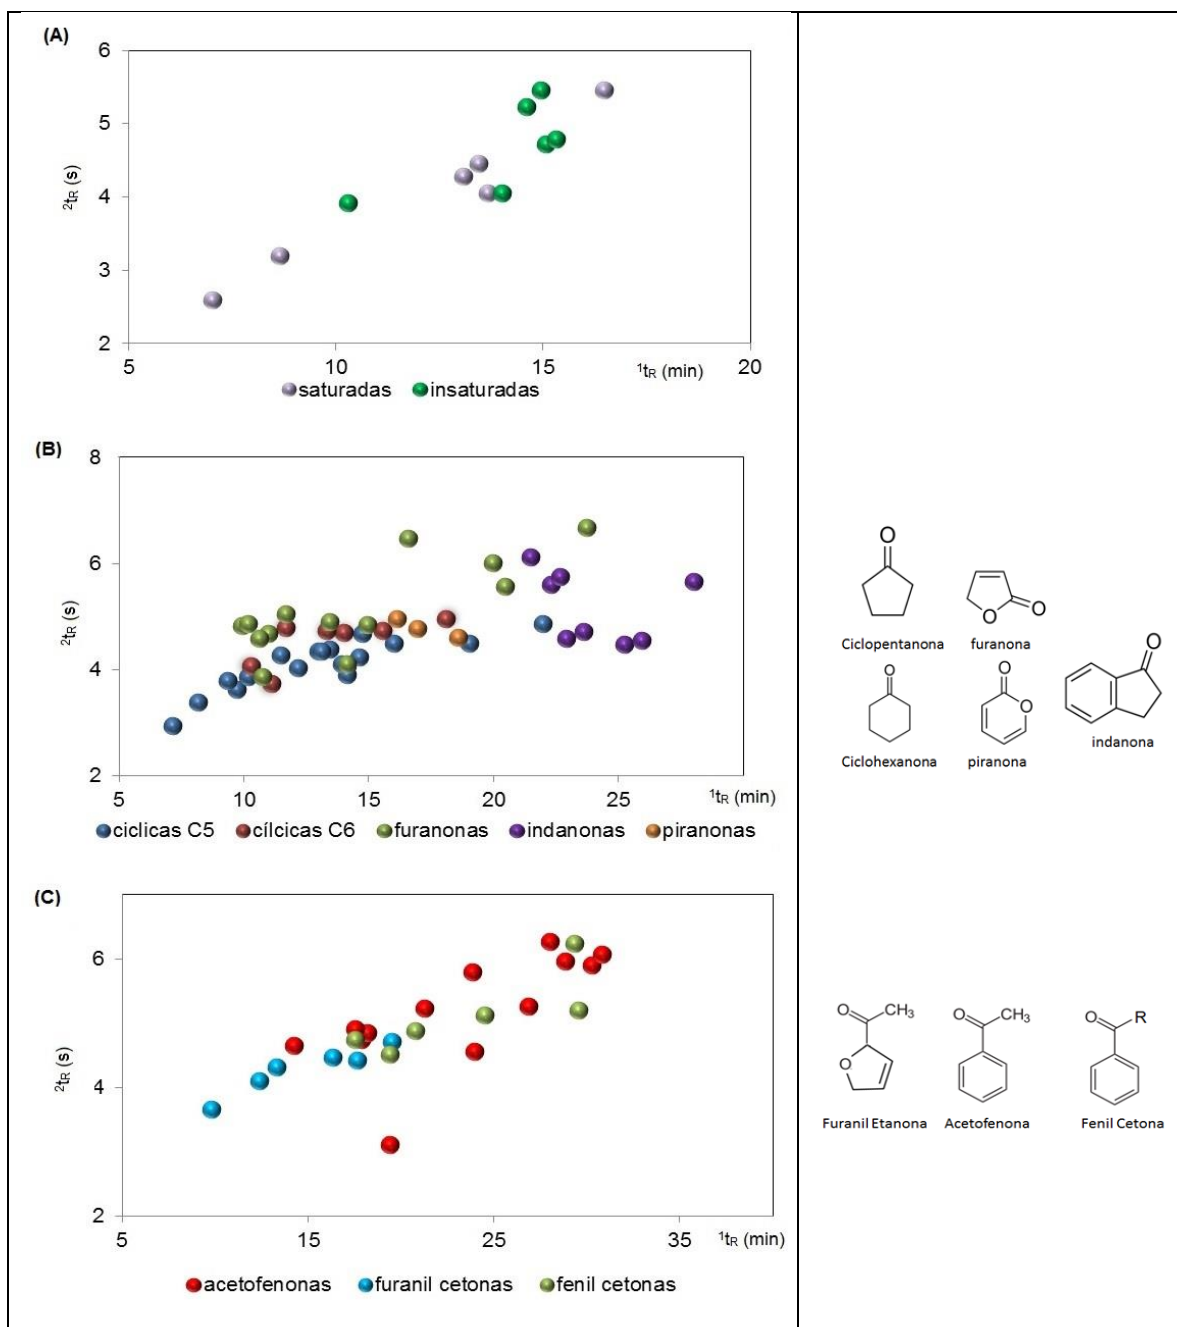 (A)
6
5
4
3
2
²tR (s)
5
10
15
20
¹tR (min)
saturadas
insaturadas
(B)
8
6
4
2
²tR (s)
5
10
15
20
25
¹tR (min)
ciclicas C5
cílcicas C6
furanonas
indanonas
piranonas
O
Ciclopentanona
O
O
furanona
O
Ciclohexanona
O
O
piranona
O
indanona
(C)
6
4
2
²tR (s)
5
15
25
35
¹tR (min)
acetofenonas
furanil cetonas
fenil cetonas
O
CH3
O
Furanil Etanona
O
CH3
Acetofenona
O
R
Fenil Cetona